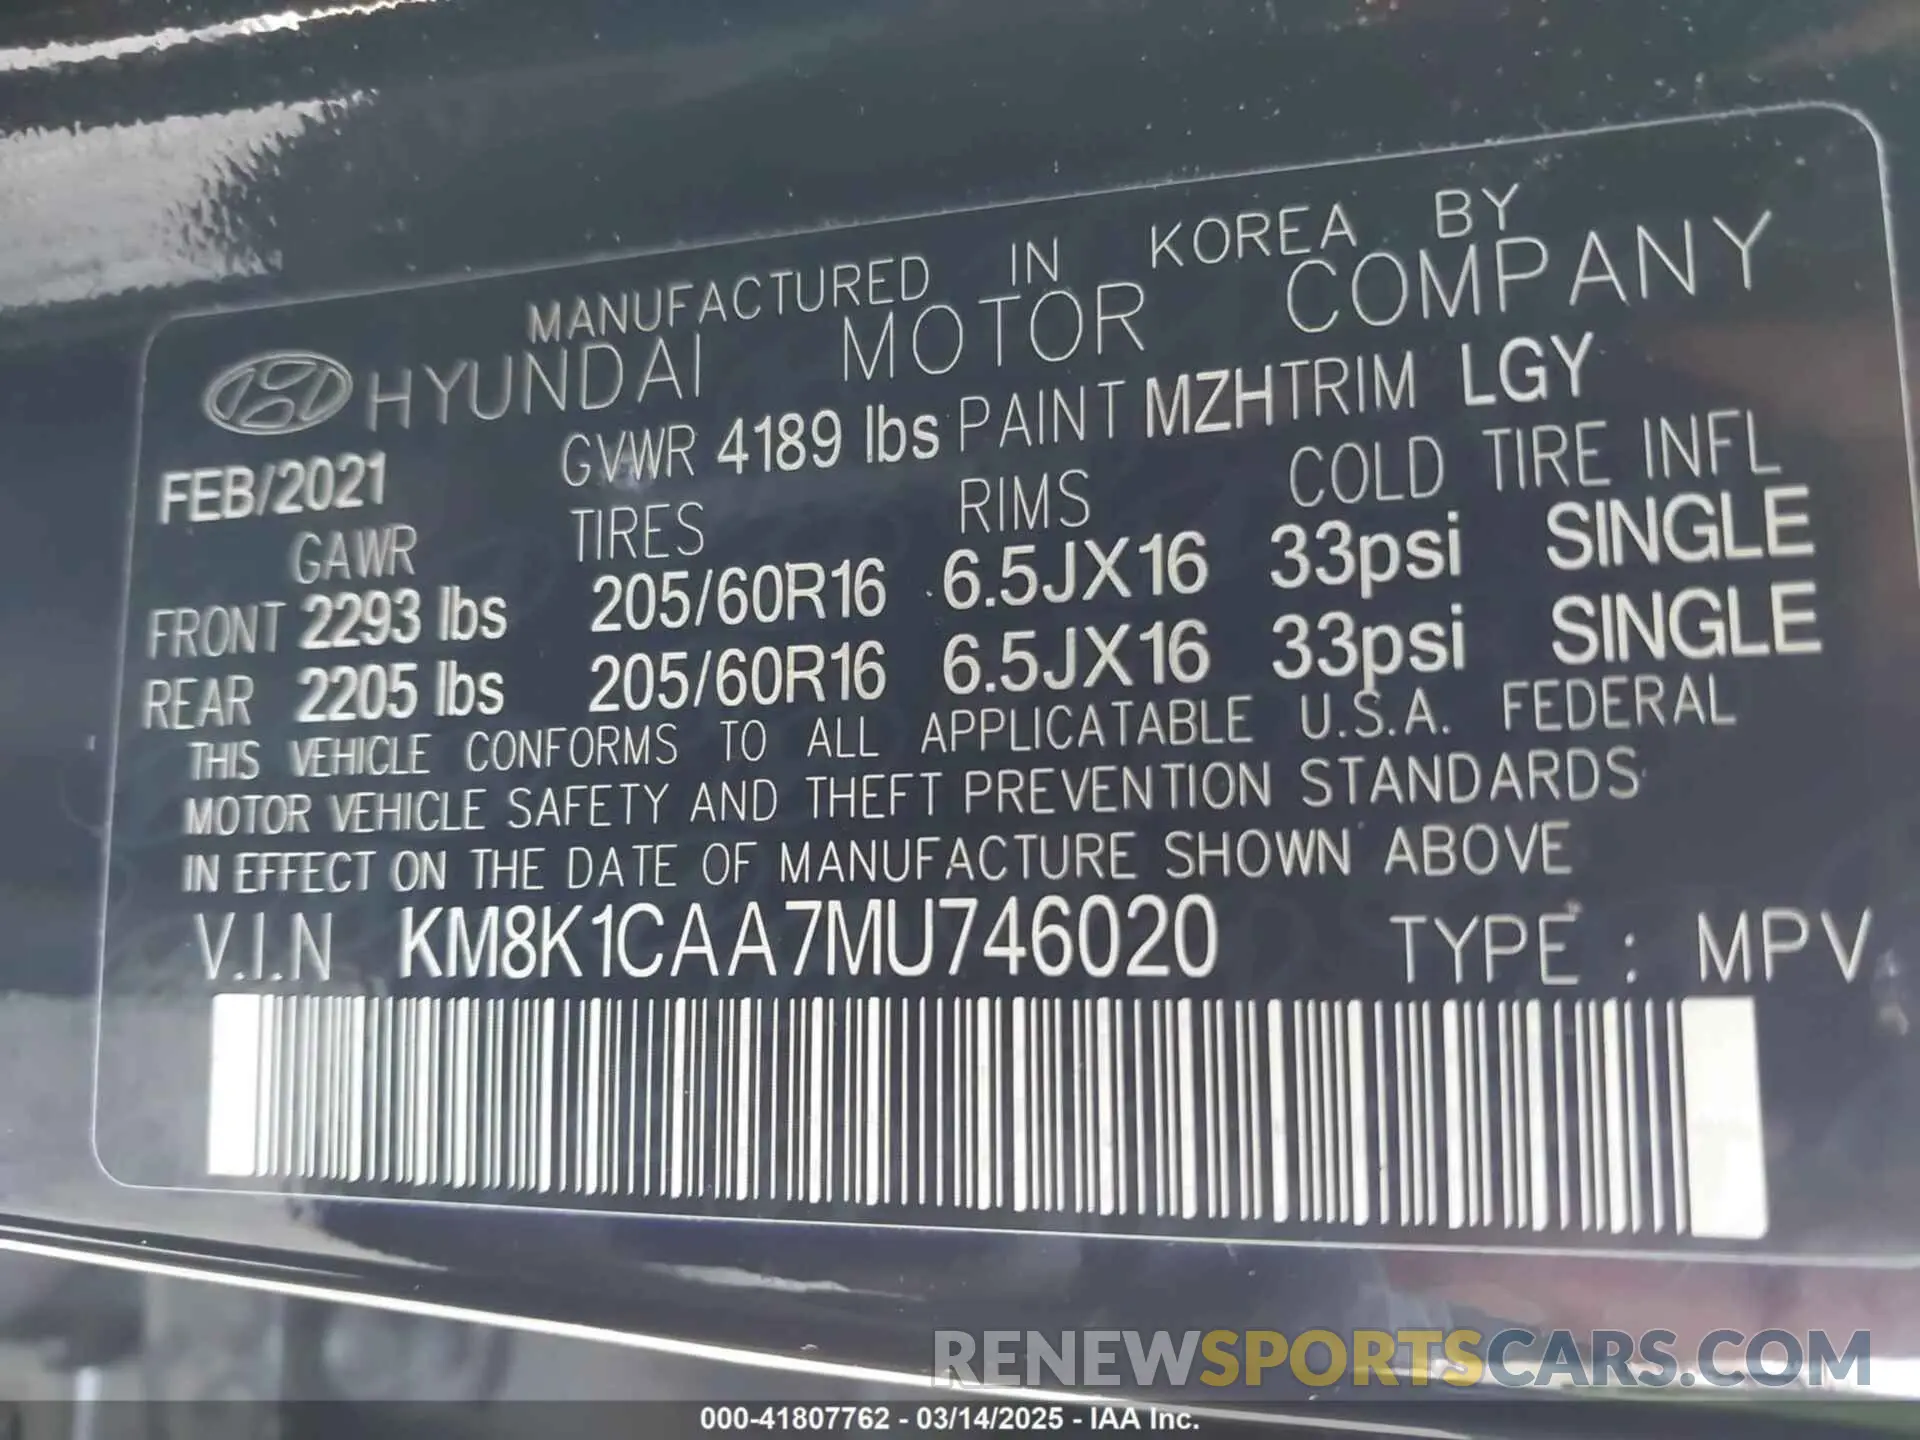 MANUFACTURED IN KOREA BY
HYUNDAI MOTOR COMPANY
FEB/2021 GVWR 4189 lbs PAINT MZH TRIM LGY
GAWR TIRES RIMS COLD TIRE INFL
FRONT 2293 lbs 205/60R16 6.5JX16 33psi SINGLE
REAR 2205 lbs 205/60R16 6.5JX16 33psi SINGLE
THIS VEHICLE CONFORMS TO ALL APPLICATABLE U.S.A. FEDERAL
MOTOR VEHICLE SAFETY AND THEFT PREVENTION STANDARDS
IN EFFECT ON THE DATE OF MANUFACTURE SHOWN ABOVE
V.I.N KM8K1CAA7MU746020 TYPE : MPV
RENEWSPORTSCARS.COM
000-41807762 - 03/14/2025 - IAA Inc.